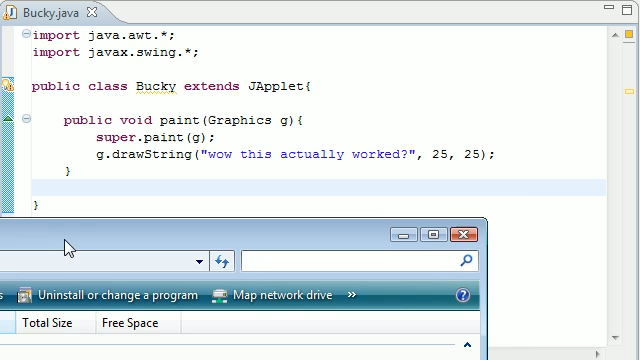 Bucky.java
import java.awt.*;
import javax.swing.*;
public class Bucky extends JApplet{
public void paint(Graphics g){
super.paint(g);
g.drawString("wow this actually worked?", 25, 25);
}
}
s Uninstall or change a program Map network drive »
Total Size Free Space